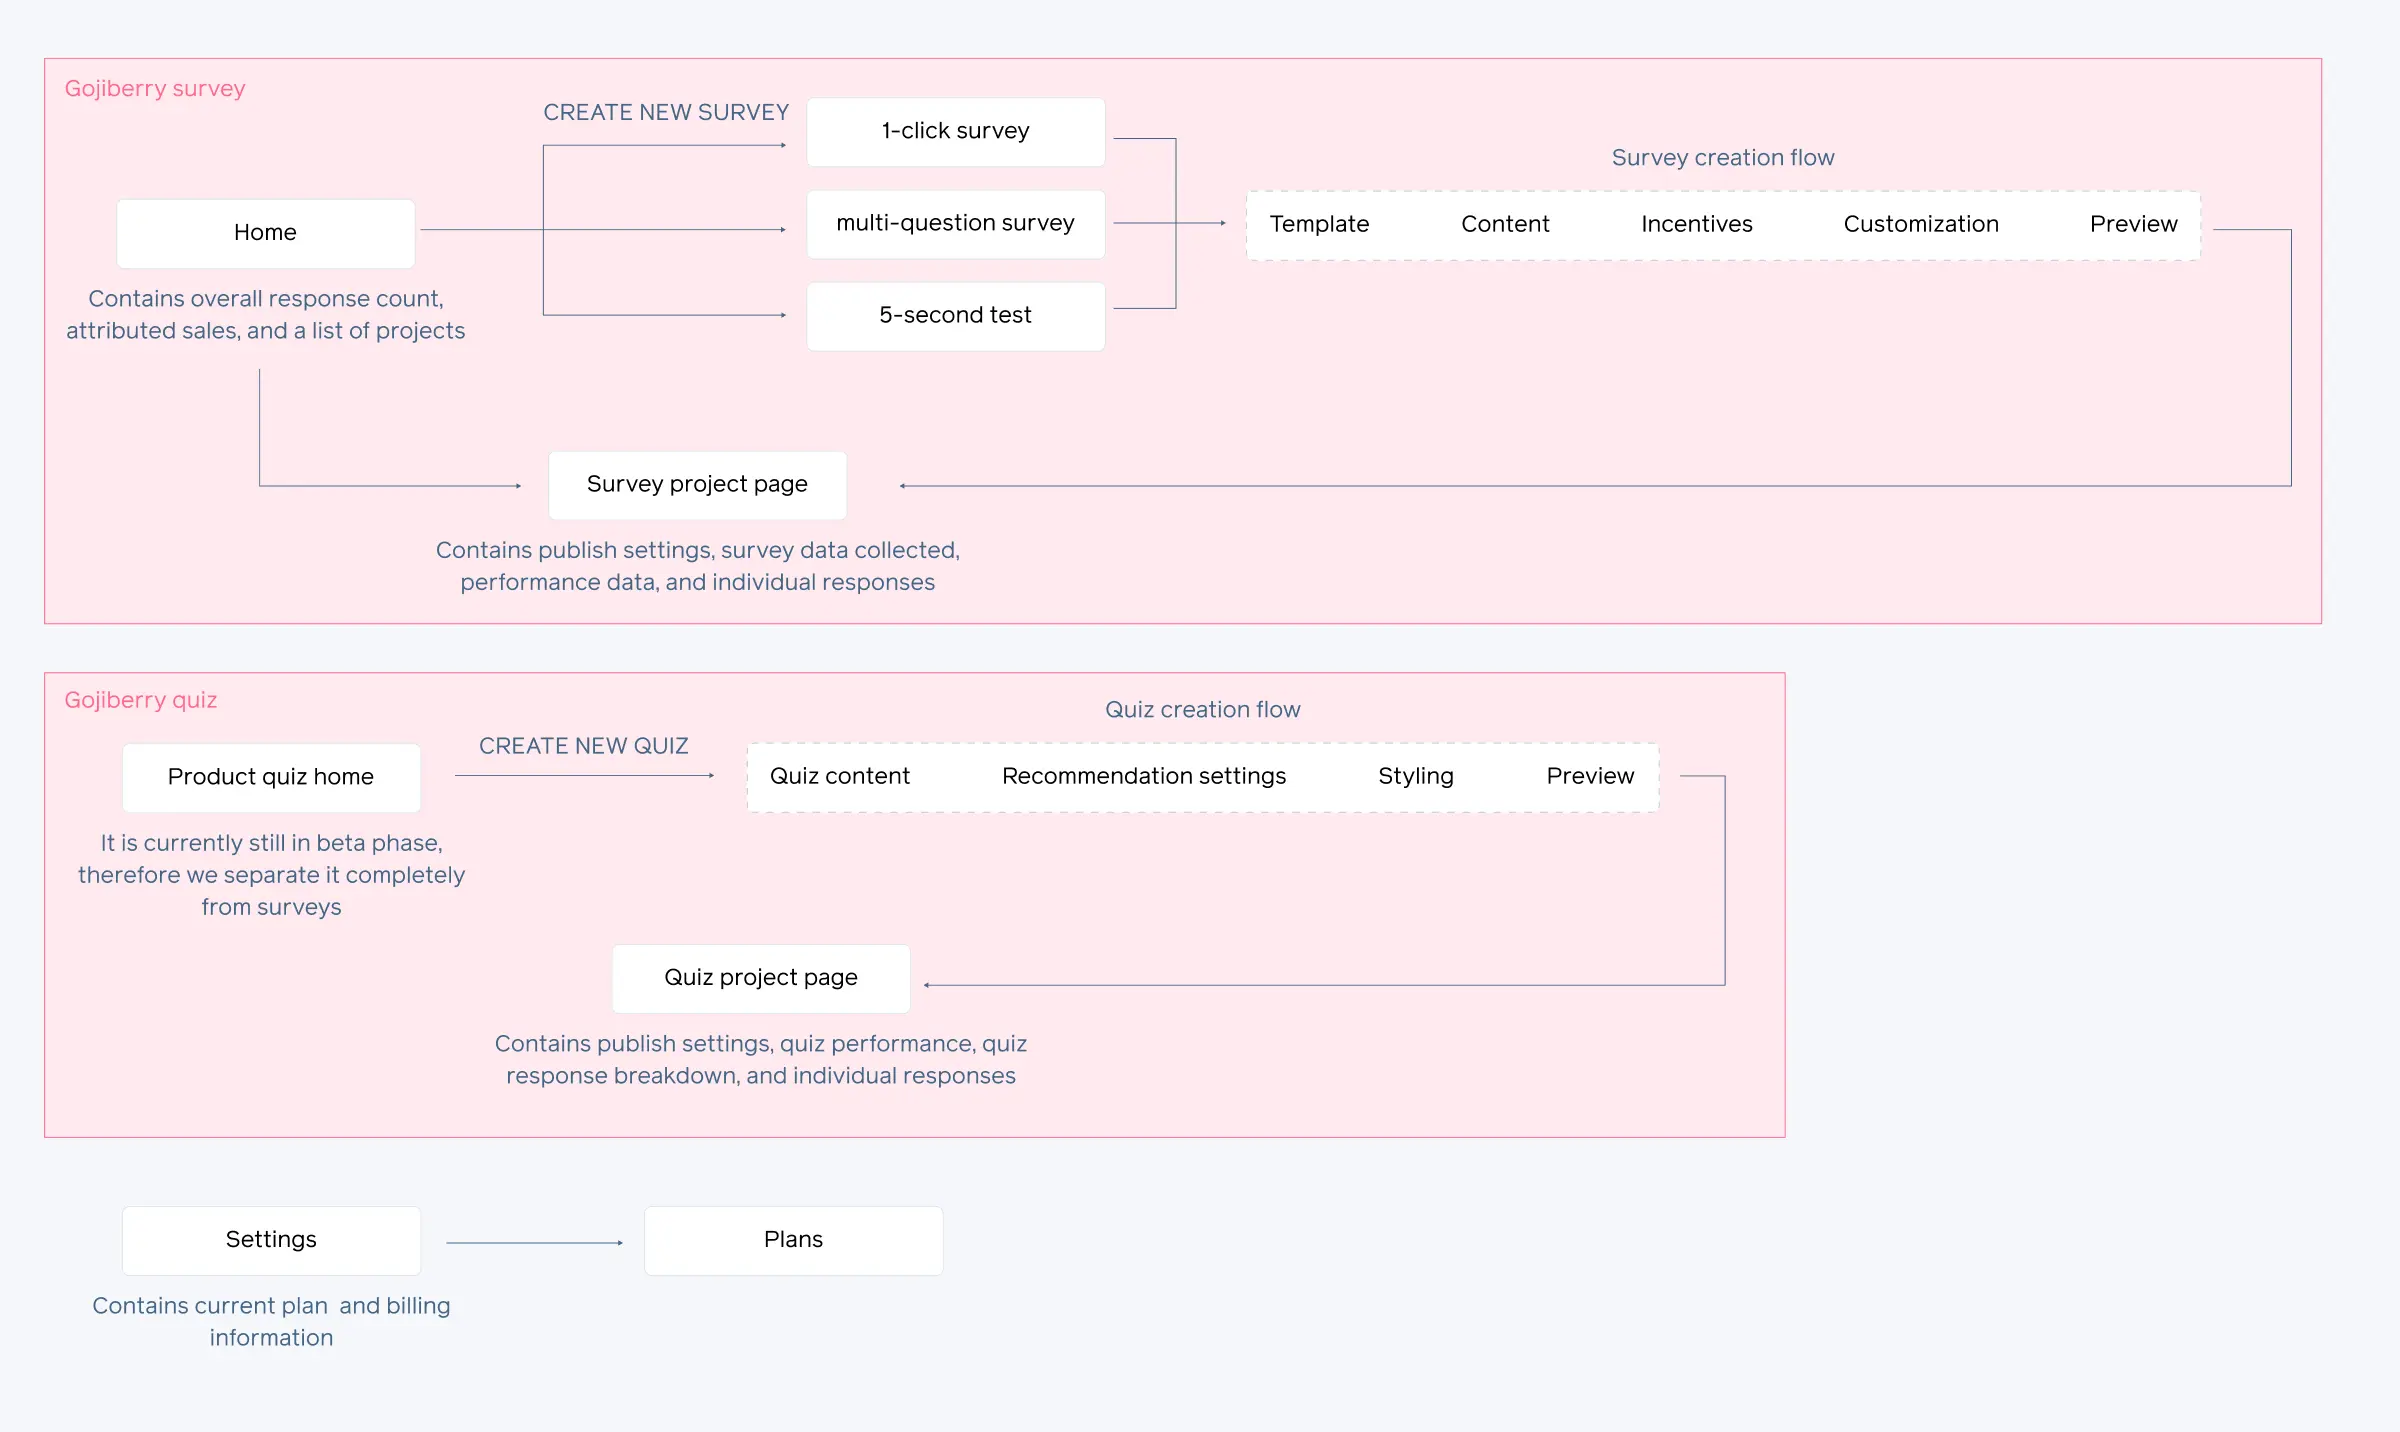 Gojiberry survey
CREATE NEW SURVEY
1-click survey
Survey creation flow
Home
multi-question survey
Template Content Incentives Customization Preview
Contains overall response count,
attributed sales, and a list of projects
5-second test
Survey project page
Contains publish settings, survey data collected,
performance data, and individual responses
Gojiberry quiz
Quiz creation flow
CREATE NEW QUIZ
Product quiz home
Quiz content Recommendation settings Styling Preview
It is currently still in beta phase,
therefore we separate it completely
from surveys
Quiz project page
Contains publish settings, quiz performance, quiz
response breakdown, and individual responses
Settings
Plans
Contains current plan  and billing
information